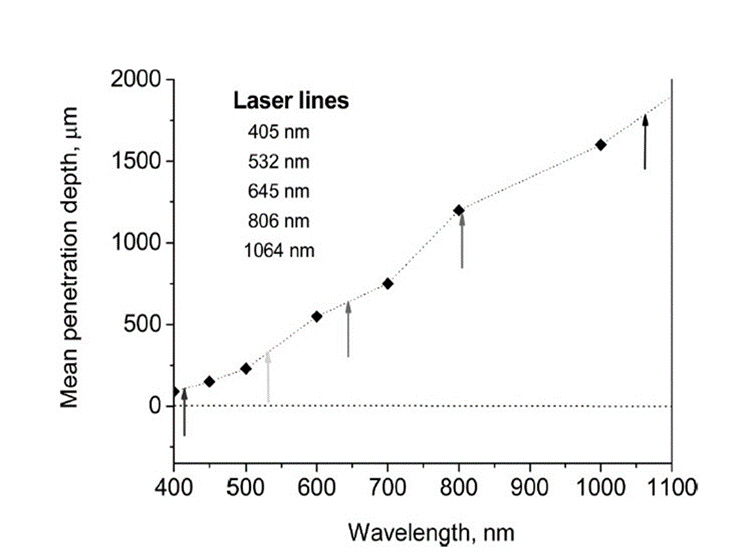 2000
1500
1000
500
0
Mean penetration depth, μm
Laser lines
405 nm
532 nm
645 nm
806 nm
1064 nm
400 500 600 700 800 900 1000 1100
Wavelength, nm